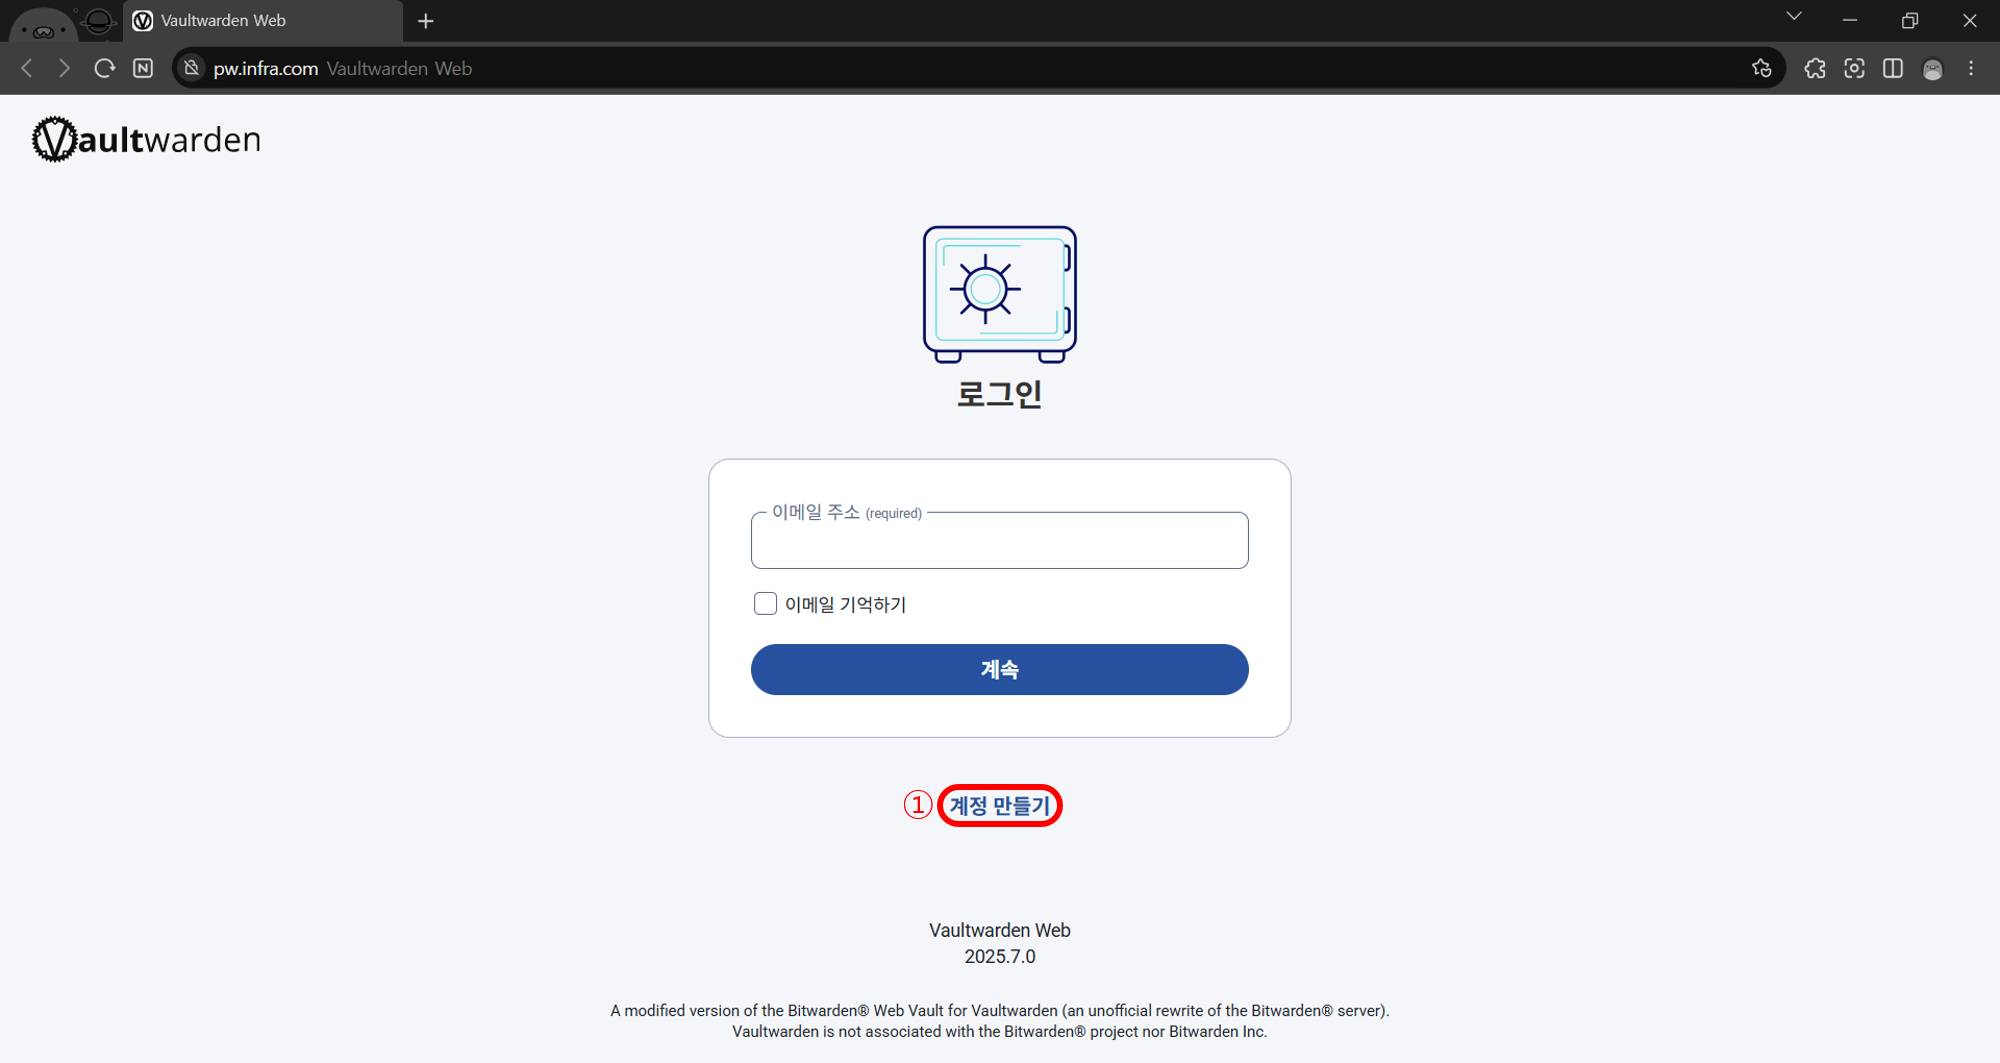 Vaultwarden Web
pw.infra.com Vaultwarden Web
Vaultwarden
로그인
이메일 주소 (required)
이메일 기억하기
계속
① 계정 만들기
Vaultwarden Web
2025.7.0
A modified version of the Bitwarden® Web Vault for Vaultwarden (an unofficial rewrite of the Bitwarden® server).
Vaultwarden is not associated with the Bitwarden® project nor Bitwarden Inc.